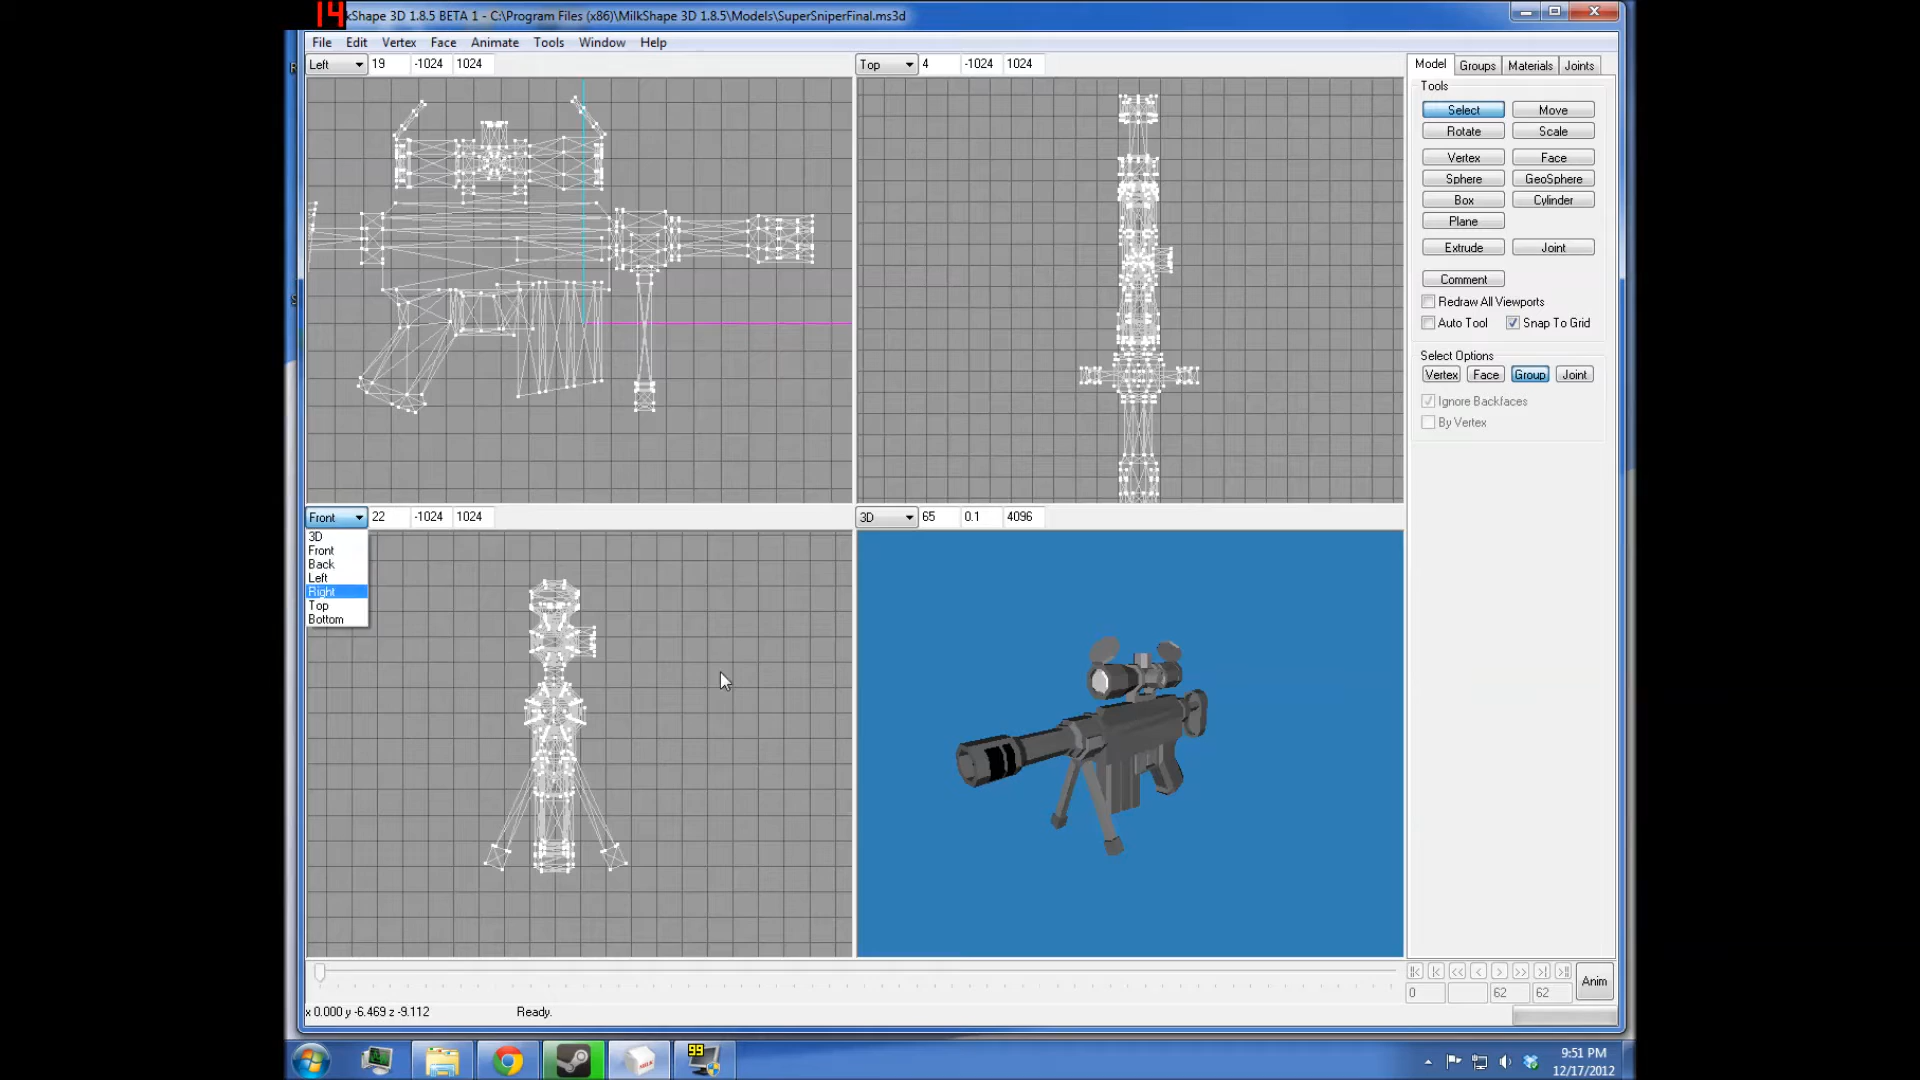 14
kShape 3D 1.8.5 BETA 1 - C:\Program Files (x86)\MilkShape 3D 1.8.5\Models\SuperSniperFinal.ms3d
File Edit Vertex Face Animate Tools Window Help
Left 19 -1024 1024
Top 4 -1024 1024
Model Groups Materials Joints
Tools
Select Move
Rotate Scale
Vertex Face
Sphere GeoSphere
Box Cylinder
Plane
Extrude Joint
Comment
Redraw All Viewports
Auto Tool Snap To Grid
Select Options
Vertex Face Group Joint
Ignore Backfaces
By Vertex
Front 22 -1024 1024
3D 65 0.1 4096
3D
Front
Back
Left
Right
Top
Bottom
Anim
0 62 62
x 0.000 y -6.469 z -9.112 Ready.
99
9:51 PM
12/17/2012